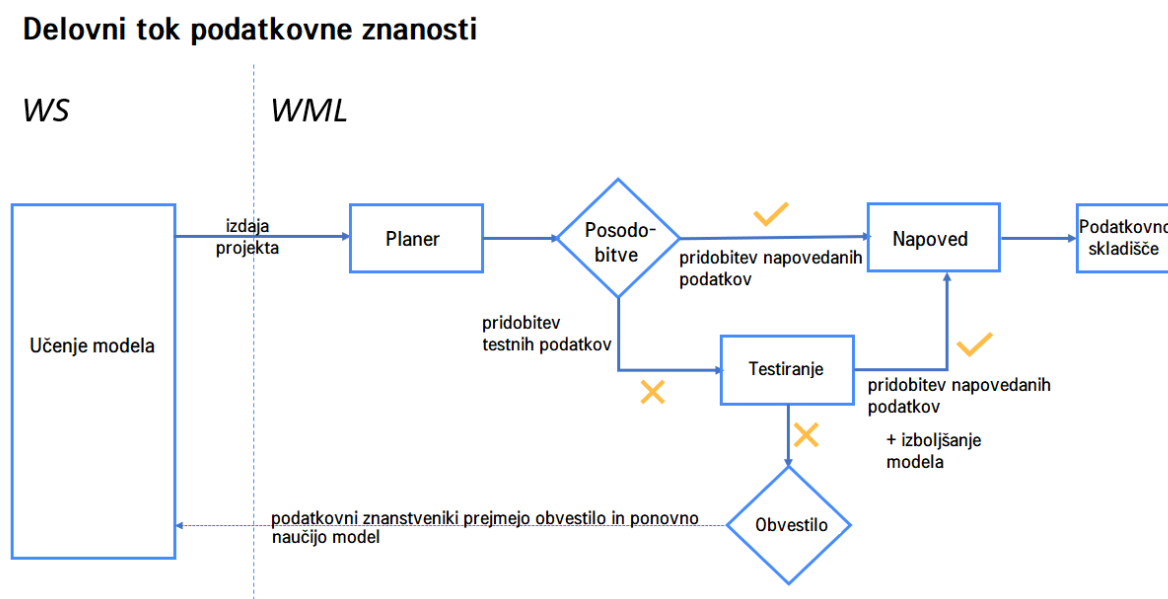 Delovni tok podatkovne znanosti
WS
WML
izdaja
projekta
Planer
Posodo-
bitve
pridobitev napovedanih
podatkov
Napoved
Podatkovno
skladišče
Učenje modela
pridobitev
testnih podatkov
Testiranje
pridobitev napovedanih
podatkov
+ izboljšanje
modela
podatkovni znanstveniki prejmejo obvestilo in ponovno
naučijo model
Obvestilo